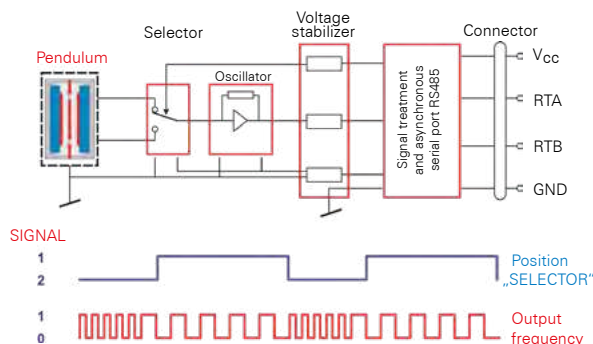 Voltage
stabilizer
Selector
Connector
Pendulum
Oscillator
Signal treatment
and asynchronous
serial port RS485
Vcc
RTA
RTB
GND
SIGNAL
1
2
Position
„SELECTOR"
1
0
Output
frequency